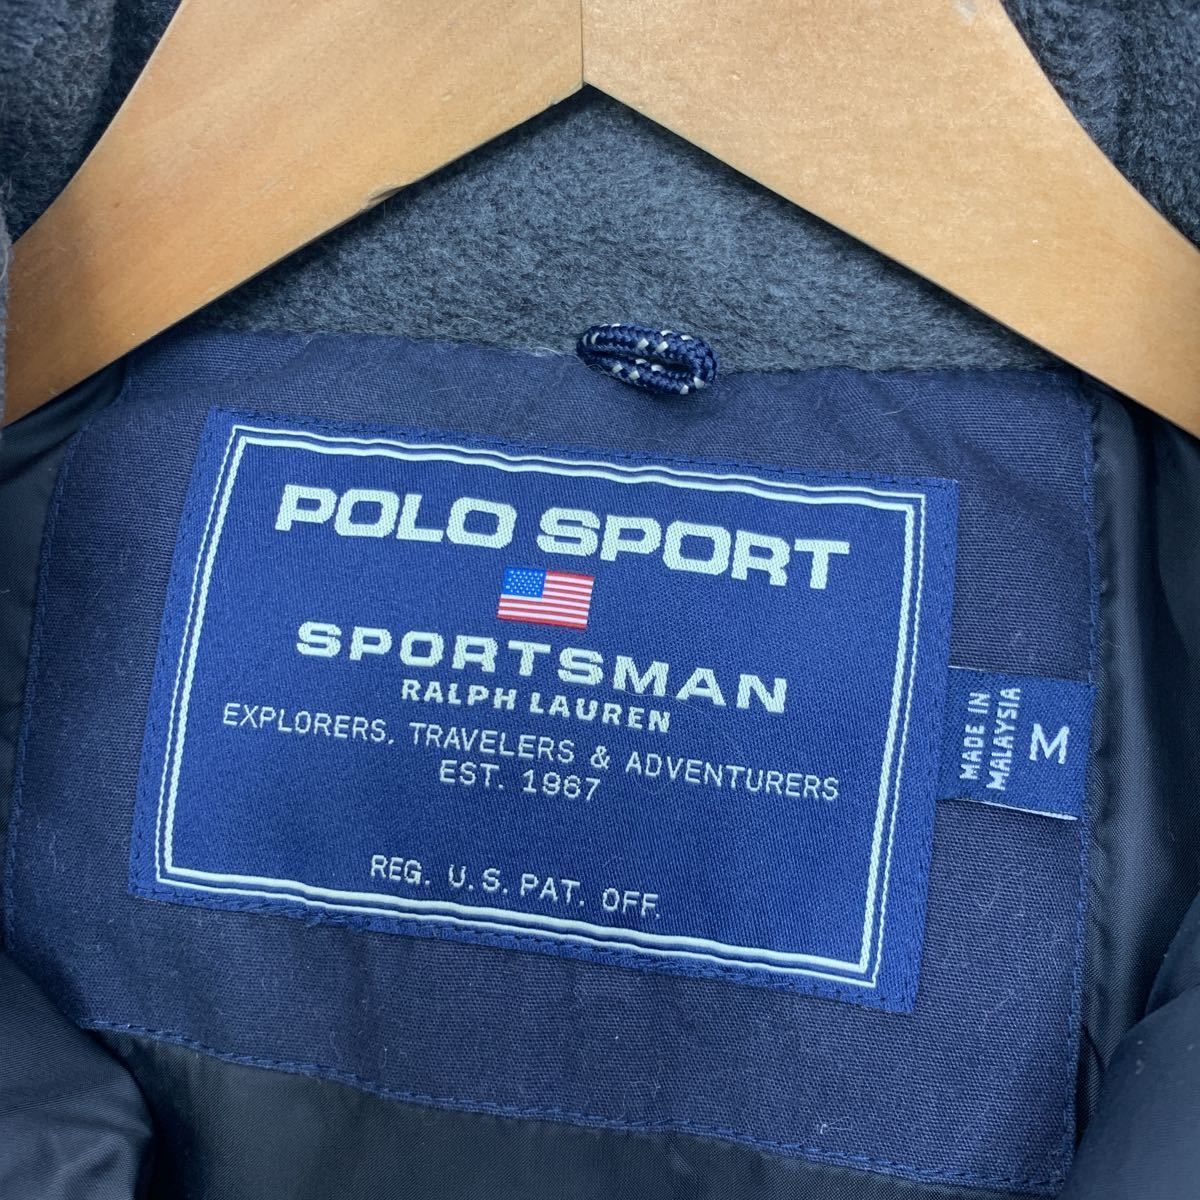 POLO SPORT
SPORTSMAN
RALPH LAUREN
EXPLORERS, TRAVELERS & ADVENTURERS
EST. 1967
REG. U.S. PAT. OFF.
MADE IN
MALAYSIA
M